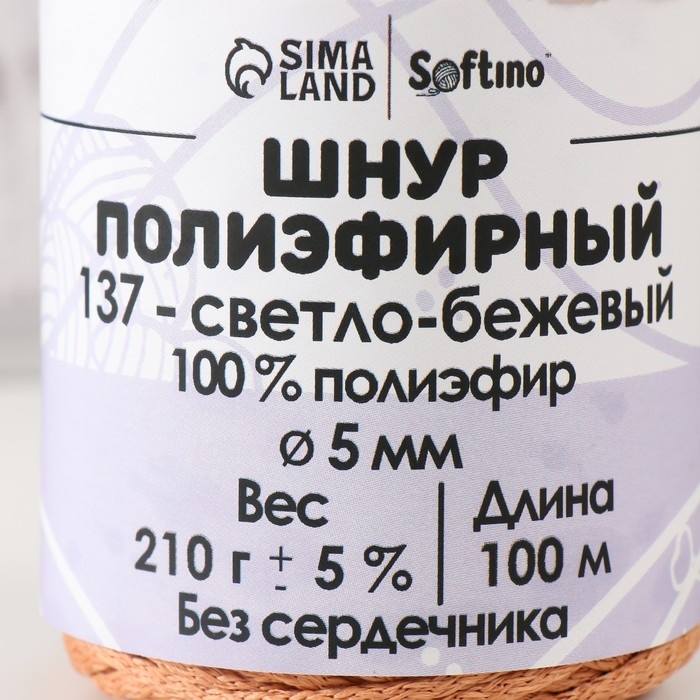 SIMA LAND Softino
ШНУР
ПОЛИЭФИРНЫЙ
137 - светло-бежевый
100 % полиэфир
⌀ 5 мм
Вес Длина
210 г ± 5 % 100 м
Без сердечника